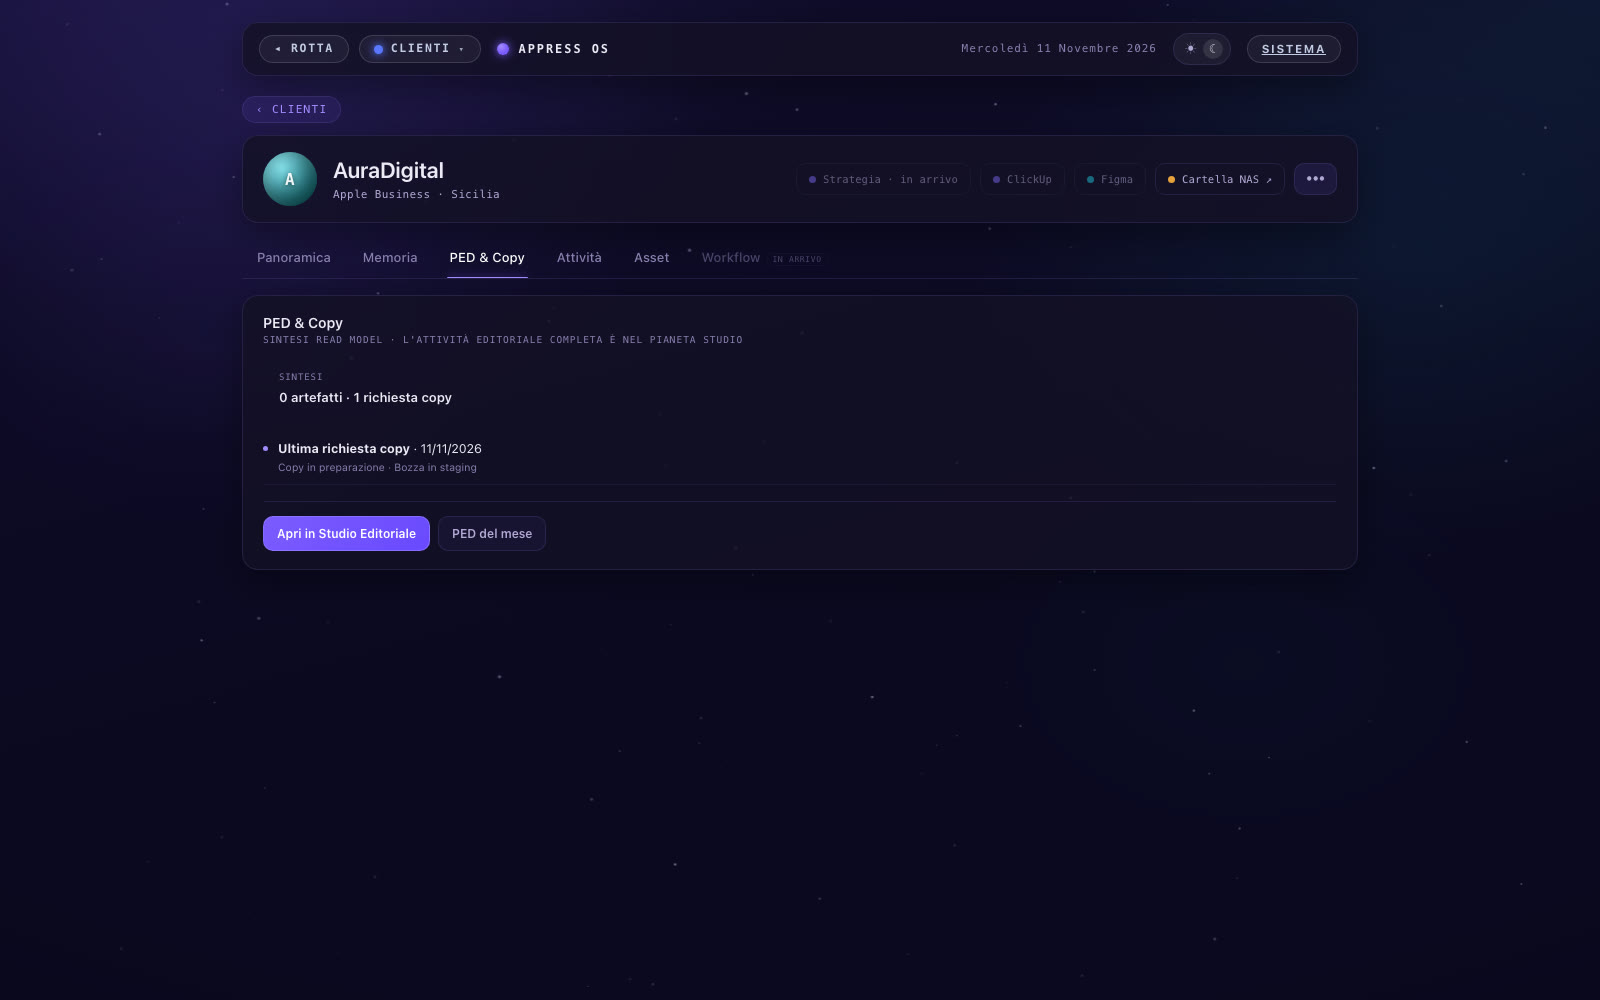 ◂ ROTTA
CLIENTI ▾
APPRESS OS
Mercoledì 11 Novembre 2026
☀ ☾
SISTEMA
‹ CLIENTI
A
AuraDigital
Apple Business · Sicilia
Strategia · in arrivo
ClickUp
Figma
Cartella NAS ↗
•••
Panoramica
Memoria
PED & Copy
Attività
Asset
Workflow IN ARRIVO
PED & Copy
SINTESI READ MODEL · L'ATTIVITÀ EDITORIALE COMPLETA È NEL PIANETA STUDIO
SINTESI
0 artefatti · 1 richiesta copy
Ultima richiesta copy · 11/11/2026
Copy in preparazione · Bozza in staging
Apri in Studio Editoriale
PED del mese